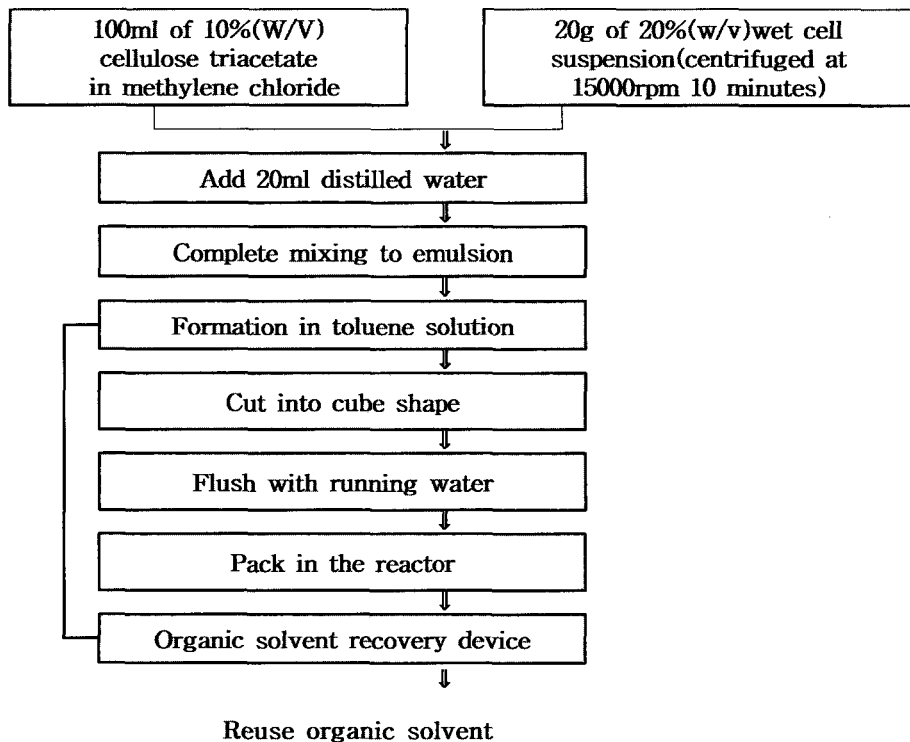 100ml of 10%(W/V)
cellulose triacetate
in methylene chloride
20g of 20%(w/v)wet cell
suspension(centrifuged at
15000rpm 10 minutes)
⇓
Add 20ml distilled water
⇓
Complete mixing to emulsion
⇓
Formation in toluene solution
⇓
Cut into cube shape
⇓
Flush with running water
⇓
Pack in the reactor
⇓
Organic solvent recovery device
⇓
Reuse organic solvent